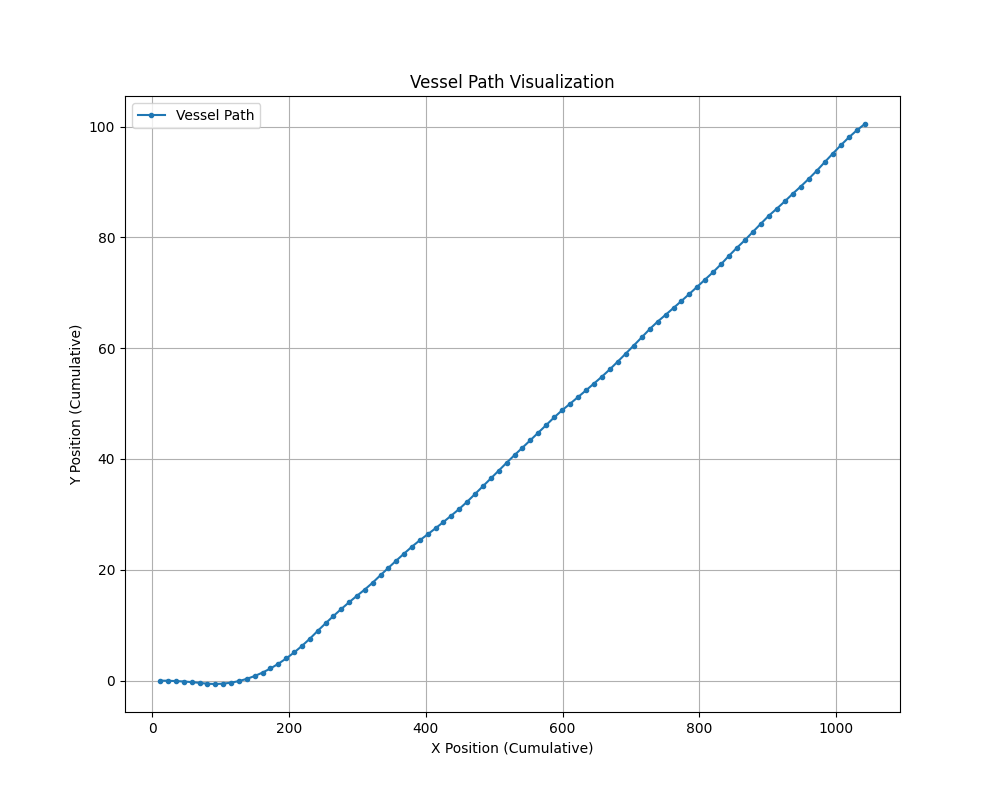 Vessel Path Visualization
Vessel Path
100
80
60
40
20
0
Y Position (Cumulative)
0 200 400 600 800 1000
X Position (Cumulative)